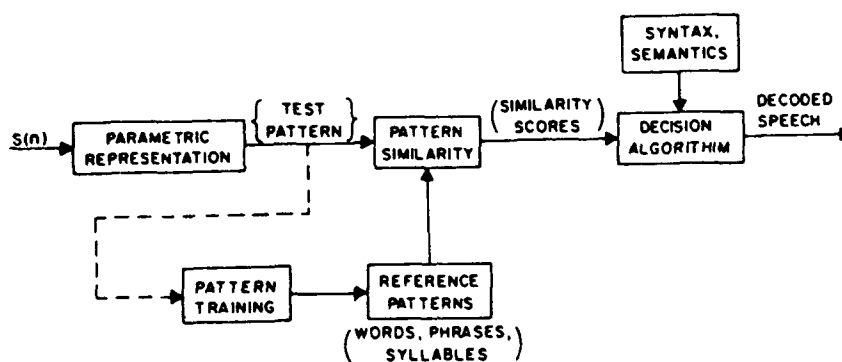 SYNTAX,
SEMANTICS
S(n)
PARAMETRIC
REPRESENTATION
{ TEST
PATTERN }
PATTERN
SIMILARITY
(SIMILARITY
SCORES)
DECISION
ALGORITHIM
DECODED
SPEECH
PATTERN
TRAINING
REFERENCE
PATTERNS
(WORDS, PHRASES,
SYLLABLES)